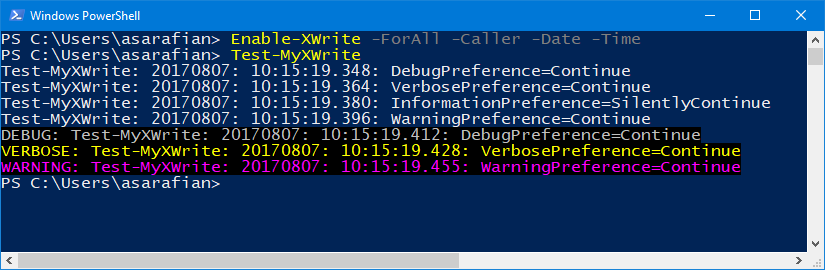 Windows PowerShell
PS C:\Users\asarafian> Enable-XWrite -ForAll -Caller -Date -Time
PS C:\Users\asarafian> Test-MyXWrite
Test-MyXWrite: 20170807: 10:15:19.348: DebugPreference=Continue
Test-MyXWrite: 20170807: 10:15:19.364: VerbosePreference=Continue
Test-MyXWrite: 20170807: 10:15:19.380: InformationPreference=SilentlyContinue
Test-MyXWrite: 20170807: 10:15:19.396: WarningPreference=Continue
DEBUG: Test-MyXWrite: 20170807: 10:15:19.412: DebugPreference=Continue
VERBOSE: Test-MyXWrite: 20170807: 10:15:19.428: VerbosePreference=Continue
WARNING: Test-MyXWrite: 20170807: 10:15:19.455: WarningPreference=Continue
PS C:\Users\asarafian>